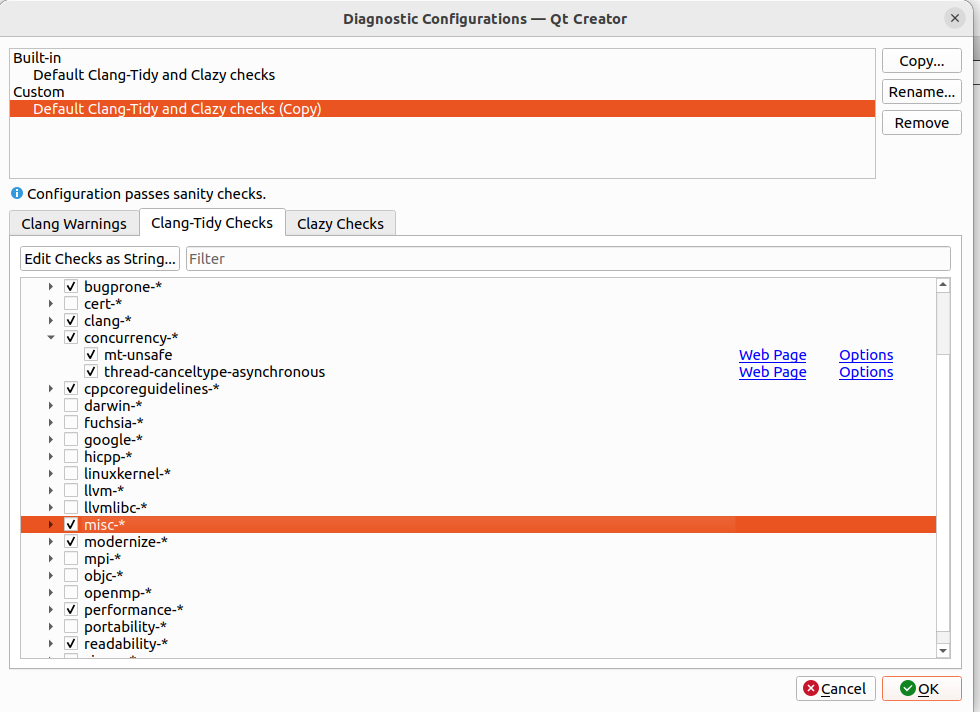 Diagnostic Configurations — Qt Creator
Built-in
Default Clang-Tidy and Clazy checks
Custom
Default Clang-Tidy and Clazy checks (Copy)
Copy...
Rename...
Remove
Configuration passes sanity checks.
Clang Warnings Clang-Tidy Checks Clazy Checks
Edit Checks as String... Filter
bugprone-*
cert-*
clang-*
concurrency-*
mt-unsafe Web Page Options
thread-canceltype-asynchronous Web Page Options
cppcoreguidelines-*
darwin-*
fuchsia-*
google-*
hicpp-*
linuxkernel-*
llvm-*
llvmlibc-*
misc-*
modernize-*
mpi-*
objc-*
openmp-*
performance-*
portability-*
readability-*
Cancel OK